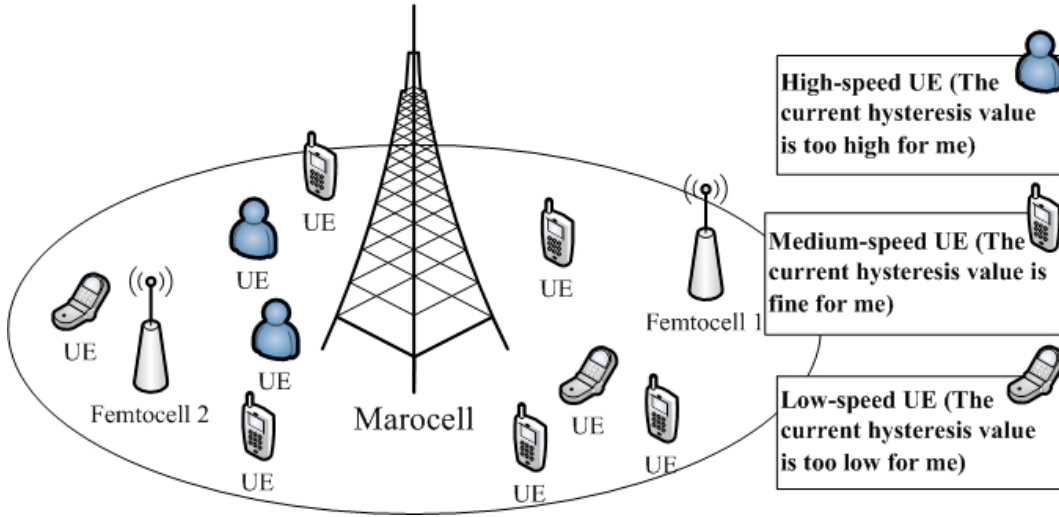 High-speed UE (The
current hysteresis value
is too high for me)
UE
UE
UE
Medium-speed UE (The
current hysteresis value is
fine for me)
Femtocell 1
UE
UE
Femtocell 2
Marocell
UE
UE
UE
UE
Low-speed UE (The
current hysteresis value
is too low for me)